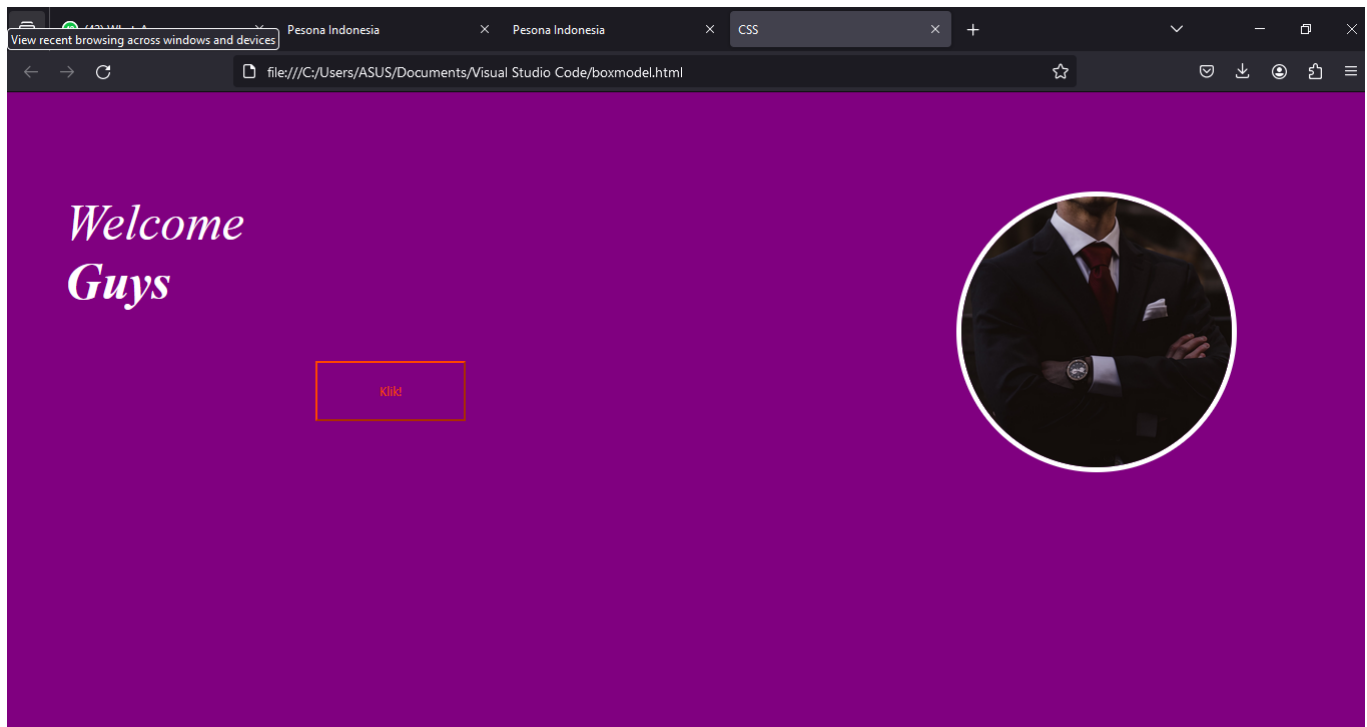 Pesona Indonesia
Pesona Indonesia
CSS
View recent browsing across windows and devices
file:///C:/Users/ASUS/Documents/Visual Studio Code/boxmodel.html
Welcome
Guys
Klik!